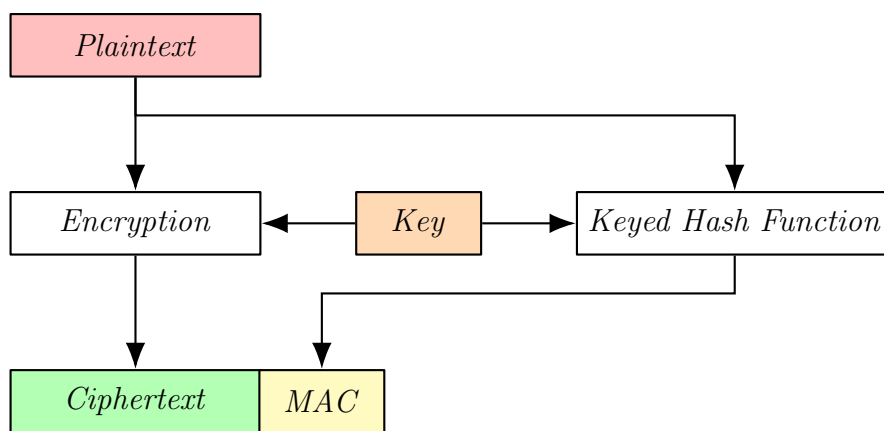 Plaintext
Encryption
Key
Keyed Hash Function
Ciphertext
MAC